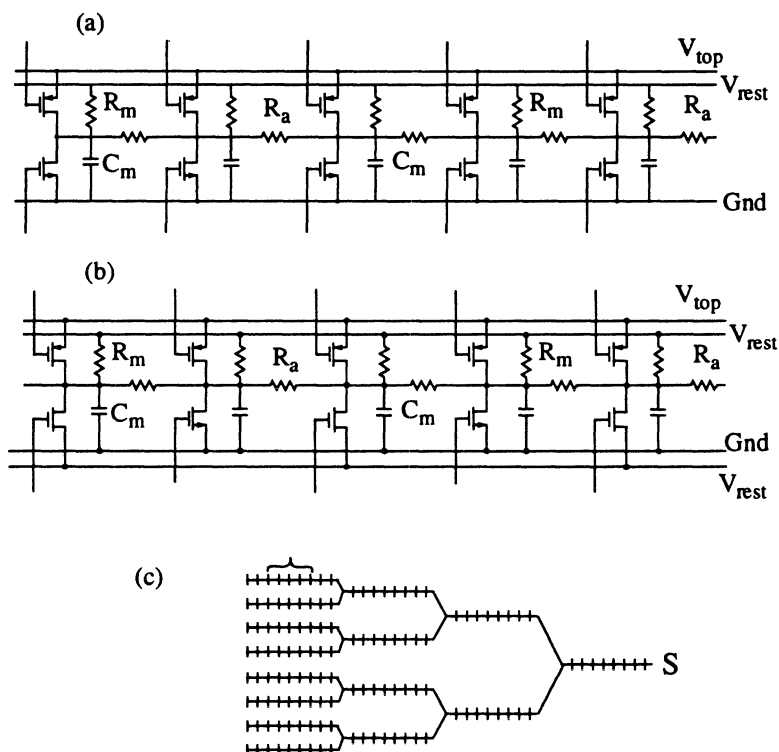 (a)
V_top
V_rest
R_m R_a R_m R_a
C_m C_m
Gnd
(b)
V_top
V_rest
R_m R_a R_m R_a
C_m C_m
Gnd
V_rest
(c)
S